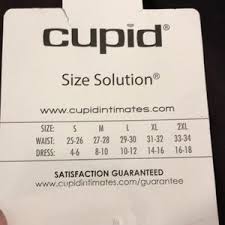 cupid®
Size Solution®
www.cupidintimates.com
SIZE: S M L XL 2XL
WAIST: 25-26 27-28 29-30 31-32 33-34
DRESS: 4-6 8-10 10-12 14-16 16-18
SATISFACTION GUARANTEED
www.cupidintimates.com/guarantee